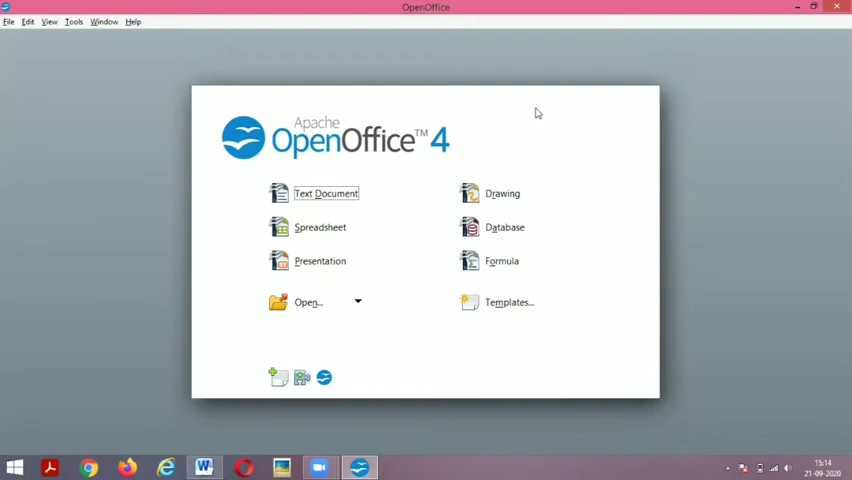 OpenOffice
File Edit View Tools Window Help
Apache
OpenOffice™ 4
Text Document
Drawing
Spreadsheet
Database
Presentation
Formula
Open...
Templates...
15:14
21-09-2020